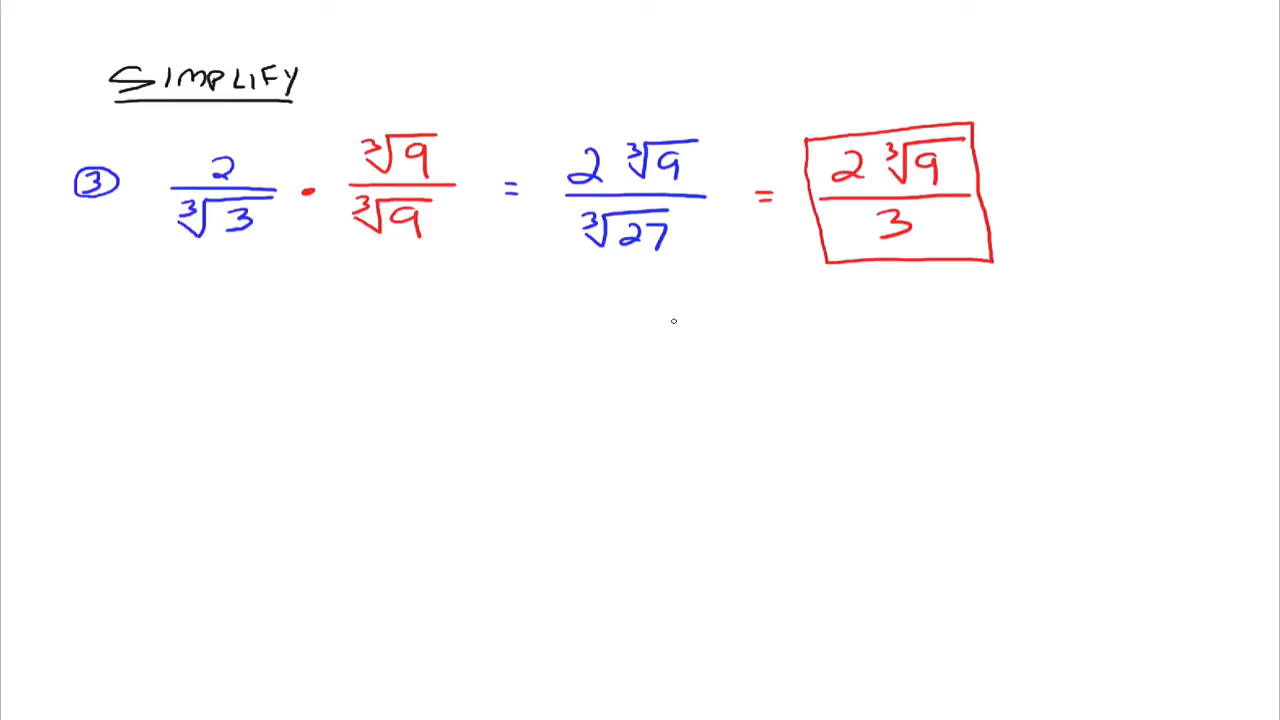 SIMPLIFY
③ 2/∛3 · ∛9/∛9 = 2∛9/∛27 = 2∛9/3